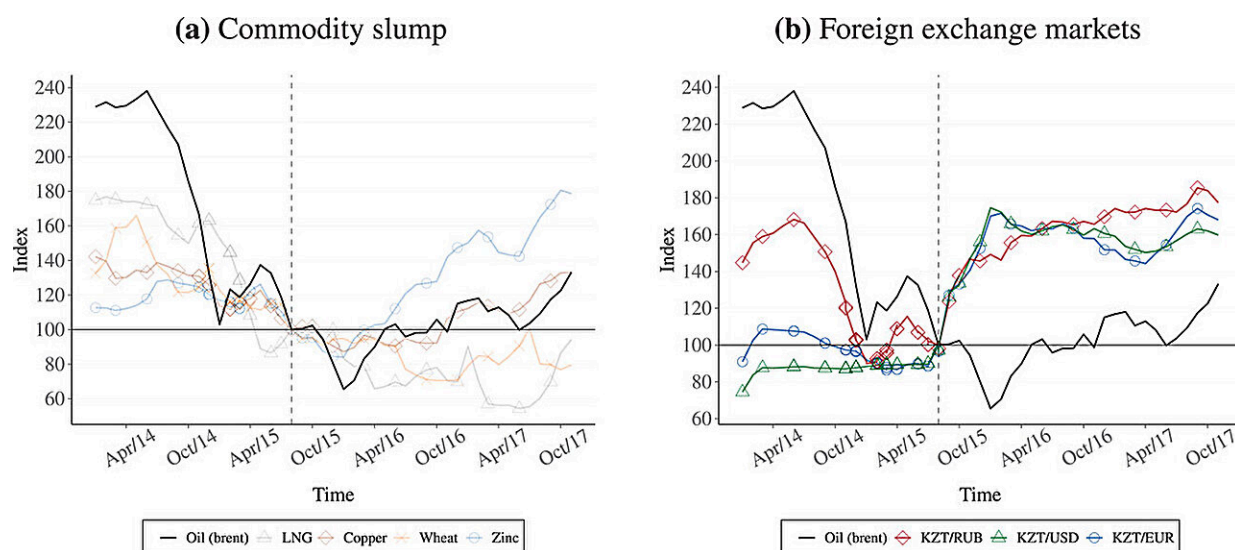 (a) Commodity slump
240
220
200
180
160
140
120
100
80
60
Index
Apr/14
Oct/14
Apr/15
Oct/15
Apr/16
Oct/16
Apr/17
Oct/17
Time
Oil (brent) LNG Copper Wheat Zinc
(b) Foreign exchange markets
240
220
200
180
160
140
120
100
80
60
Index
Apr/14
Oct/14
Apr/15
Oct/15
Apr/16
Oct/16
Apr/17
Oct/17
Time
Oil (brent) KZT/RUB KZT/USD KZT/EUR